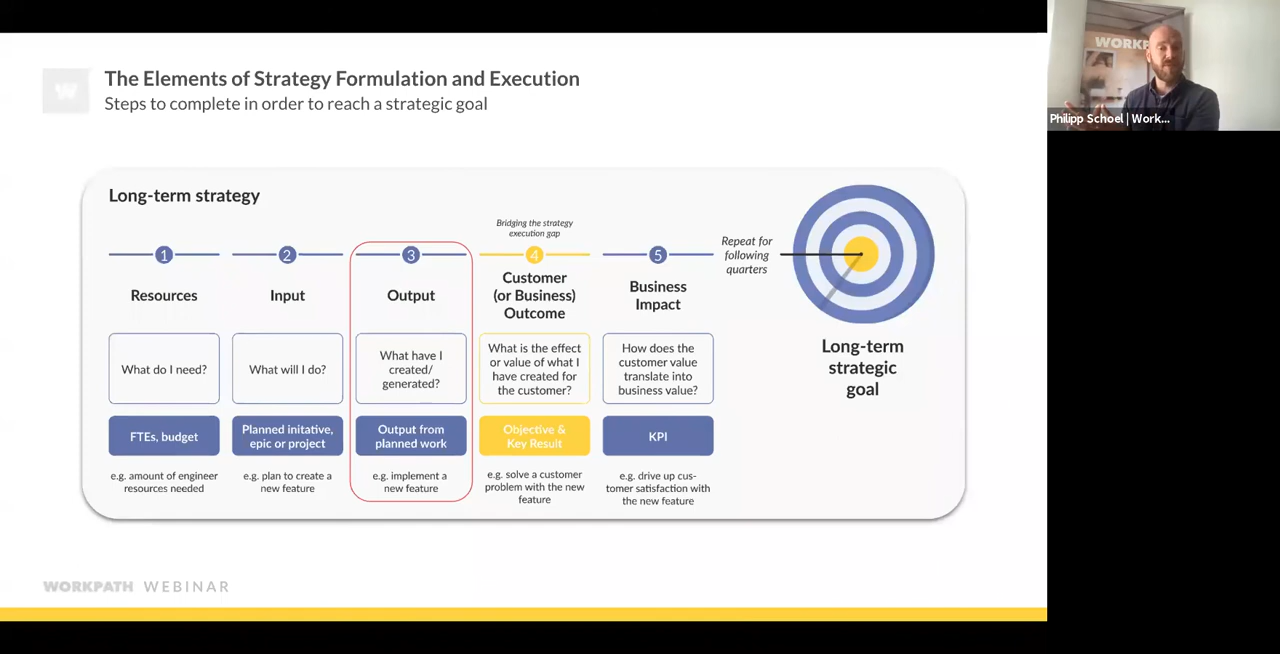 The Elements of Strategy Formulation and Execution
Steps to complete in order to reach a strategic goal
W
Long-term strategy
1
Resources
What do I need?
FTEs, budget
e.g. amount of engineer
resources needed
2
Input
What will I do?
Planned initative,
epic or project
e.g. plan to create a
new feature
3
Output
What have I
created/
generated?
Output from
planned work
e.g. implement a
new feature
Bridging the strategy
execution gap
4
Customer
(or Business)
Outcome
What is the effect
or value of what I
have created for
the customer?
Objective &
Key Result
e.g. solve a customer
problem with the new
feature
5
Business
Impact
How does the
customer value
translate into
business value?
KPI
e.g. drive up cus-
tomer satisfaction with
the new feature
Repeat for
following
quarters
Long-term
strategic
goal
WORKPATH WEBINAR
WORKP
Philipp Schoel | Work...